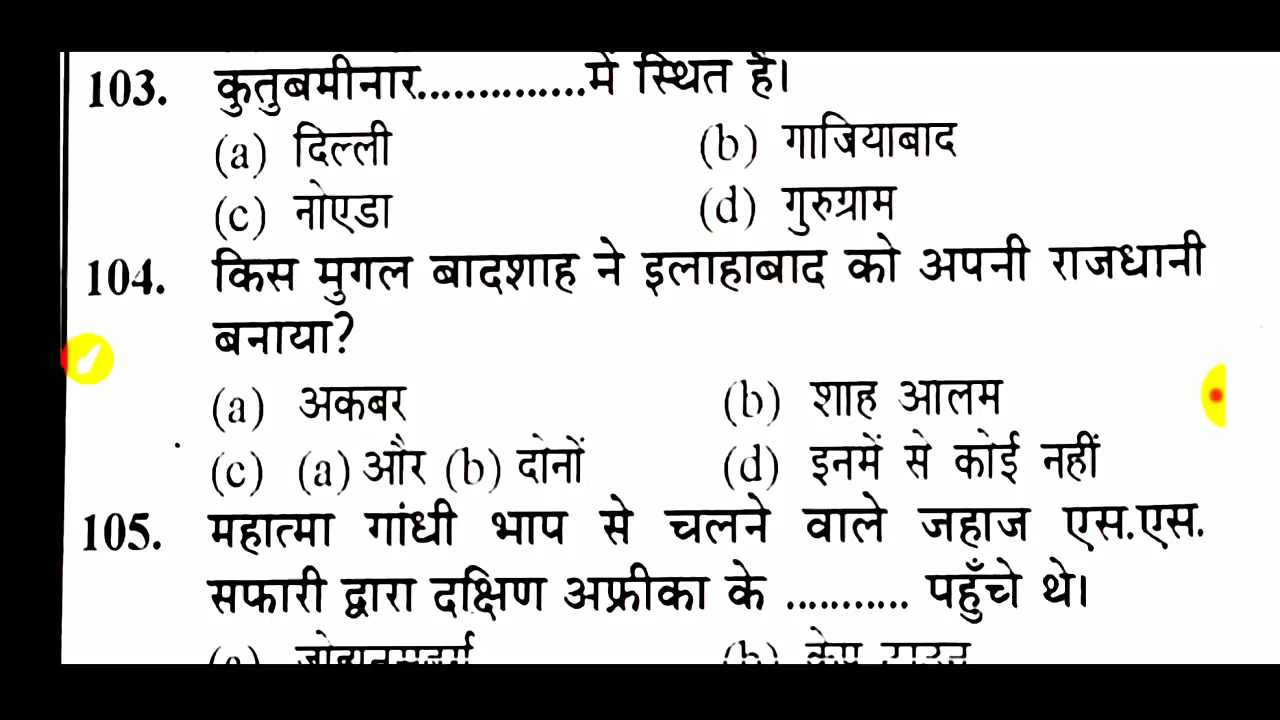 103. कुतुबमीनार..............में स्थित है।
(a) दिल्ली (b) गाजियाबाद
(c) नोएडा (d) गुरुग्राम
104. किस मुगल बादशाह ने इलाहाबाद को अपनी राजधानी
बनाया?
(a) अकबर (b) शाह आलम
(c) (a) और (b) दोनों (d) इनमें से कोई नहीं
105. महात्मा गांधी भाप से चलने वाले जहाज एस.एस.
सफारी द्वारा दक्षिण अफ्रीका के ........... पहुँचे थे।
(a) (b) केप टाउन